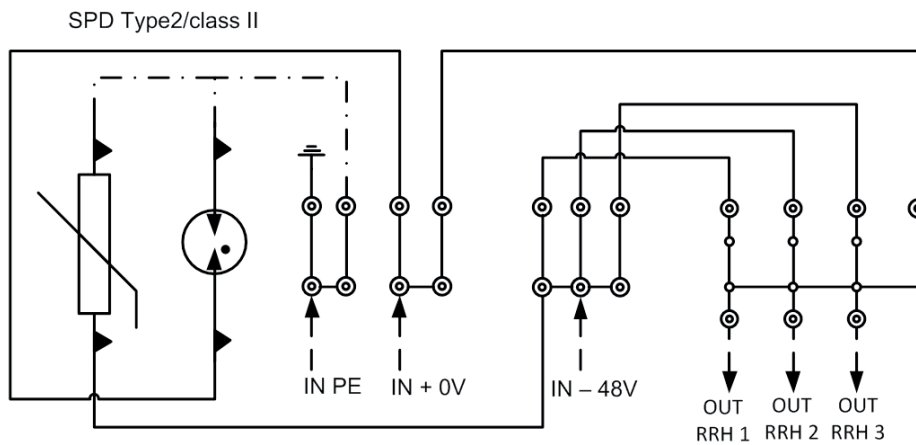 SPD Type2/class II
IN PE
IN + 0V
IN – 48V
OUT
RRH 1
OUT
RRH 2
OUT
RRH 3